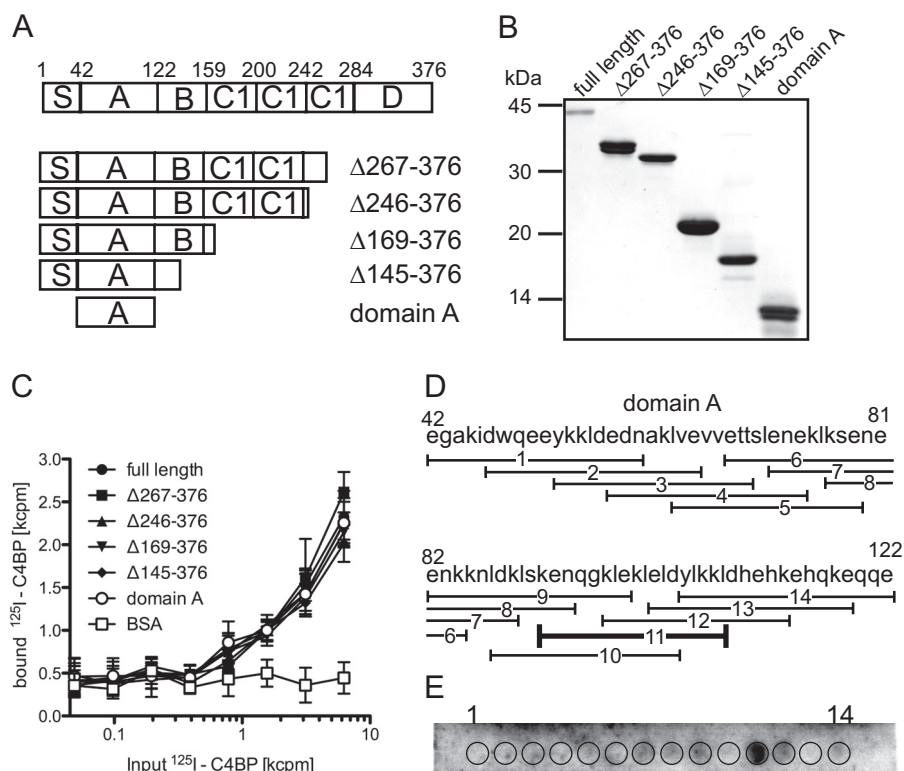 A
1 42 122 159 200 242 284 376
S A B C1 C1 C1 D
S A B C1 C1 Δ267-376
S A B C1 C1 Δ246-376
S A B Δ169-376
S A Δ145-376
A domain A
B
kDa
full length
Δ267-376
Δ246-376
Δ169-376
Δ145-376
domain A
45
30
20
14
C
bound ¹²⁵I - C4BP [kcpm]
3.0
2.5
2.0
1.5
1.0
0.5
0.0
full length
Δ267-376
Δ246-376
Δ169-376
Δ145-376
domain A
BSA
0.1 1 10
Input ¹²⁵I - C4BP [kcpm]
D
domain A
42 81
egakidwqeeykkldednaklvevvettsleneklksene
1 6
2 7
3 8
4
5
82 122
enkknldklskenqgklekleldylkkldhehkehqkeqqe
9 14
8 13
7 12
6 11
10
E
1 14